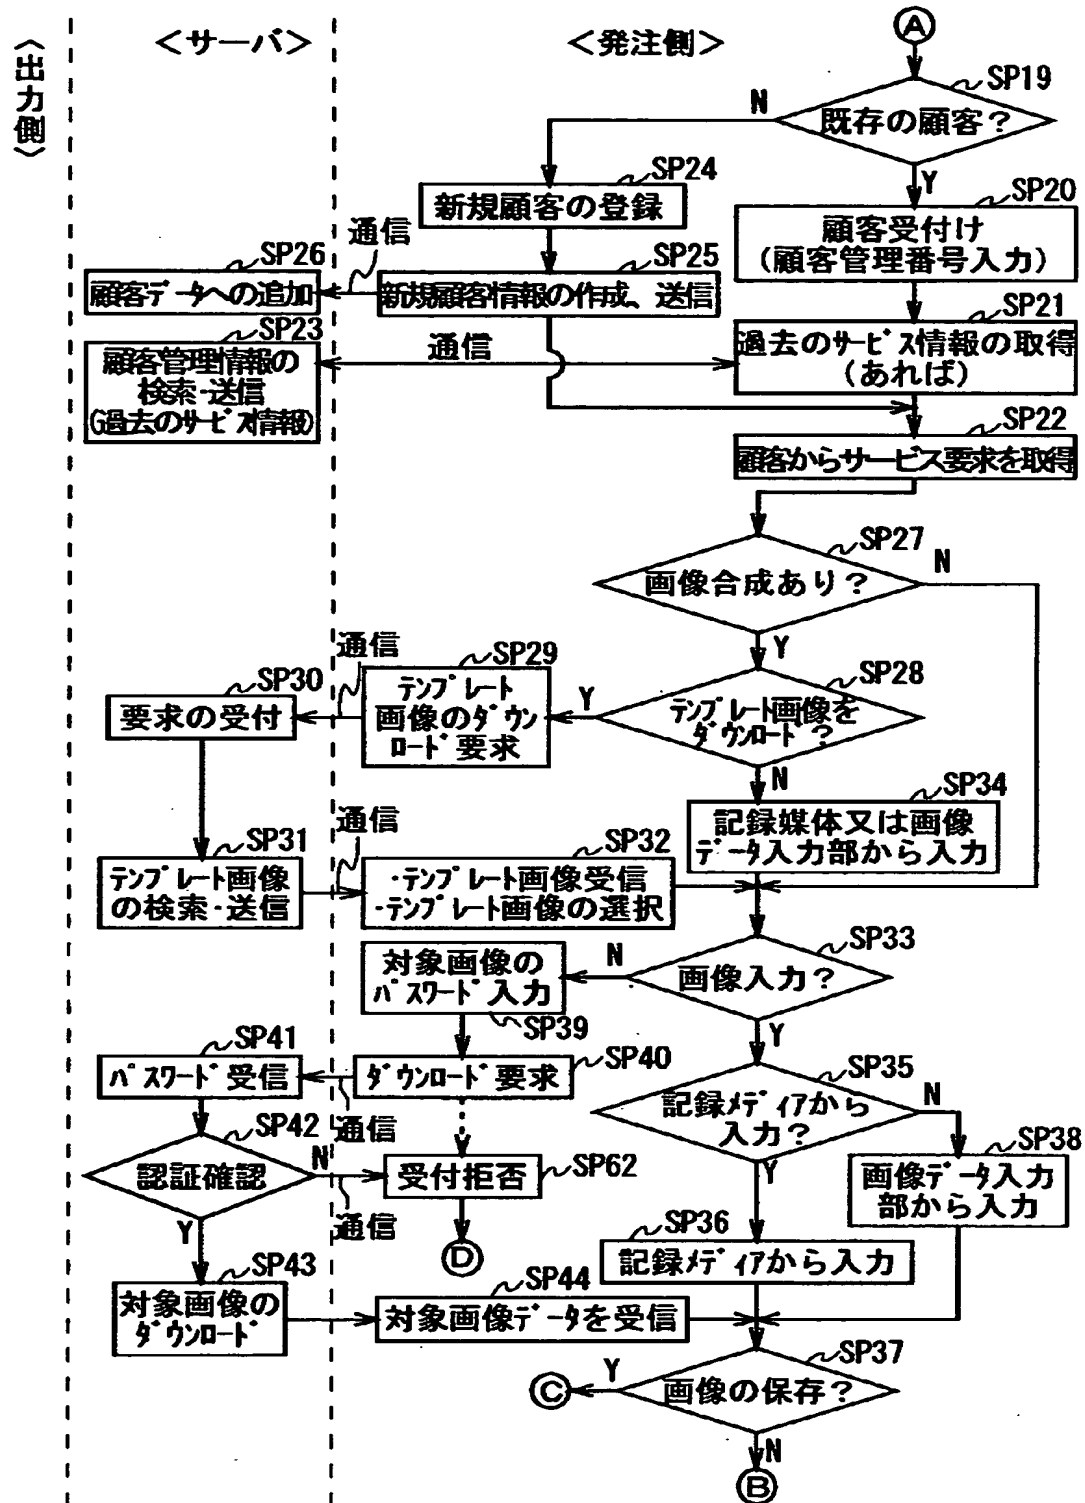 <出力側>
<サーバ>
<発注側>
A
SP19
既存の顧客?
N
Y
SP24
新規顧客の登録
SP20
顧客受付け
(顧客管理番号入力)
通信
SP26
顧客データへの追加
SP25
新規顧客情報の作成、送信
SP21
過去のサービス情報の取得
(あれば)
SP23
顧客管理情報の
検索・送信
(過去のサービス情報)
通信
SP22
顧客からサービス要求を取得
SP27
画像合成あり?
N
Y
SP28
テンプレート画像を
ダウンロード?
Y
N
SP29
テンプレート
画像のダウン
ロード要求
通信
SP30
要求の受付
SP34
記録媒体又は画像
データ入力部から入力
SP31
テンプレート画像
の検索・送信
通信
SP32
・テンプレート画像受信
・テンプレート画像の選択
SP33
画像入力?
N
Y
対象画像の
パスワード入力
SP39
SP41
パスワード受信
SP40
ダウンロード要求
通信
SP35
記録メディアから
入力?
N
Y
SP42
認証確認
N
Y
通信
SP62
受付拒否
D
SP38
画像データ入力
部から入力
SP36
記録メディアから入力
SP43
対象画像の
ダウンロード
SP44
対象画像データを受信
SP37
画像の保存?
Y
C
N
B